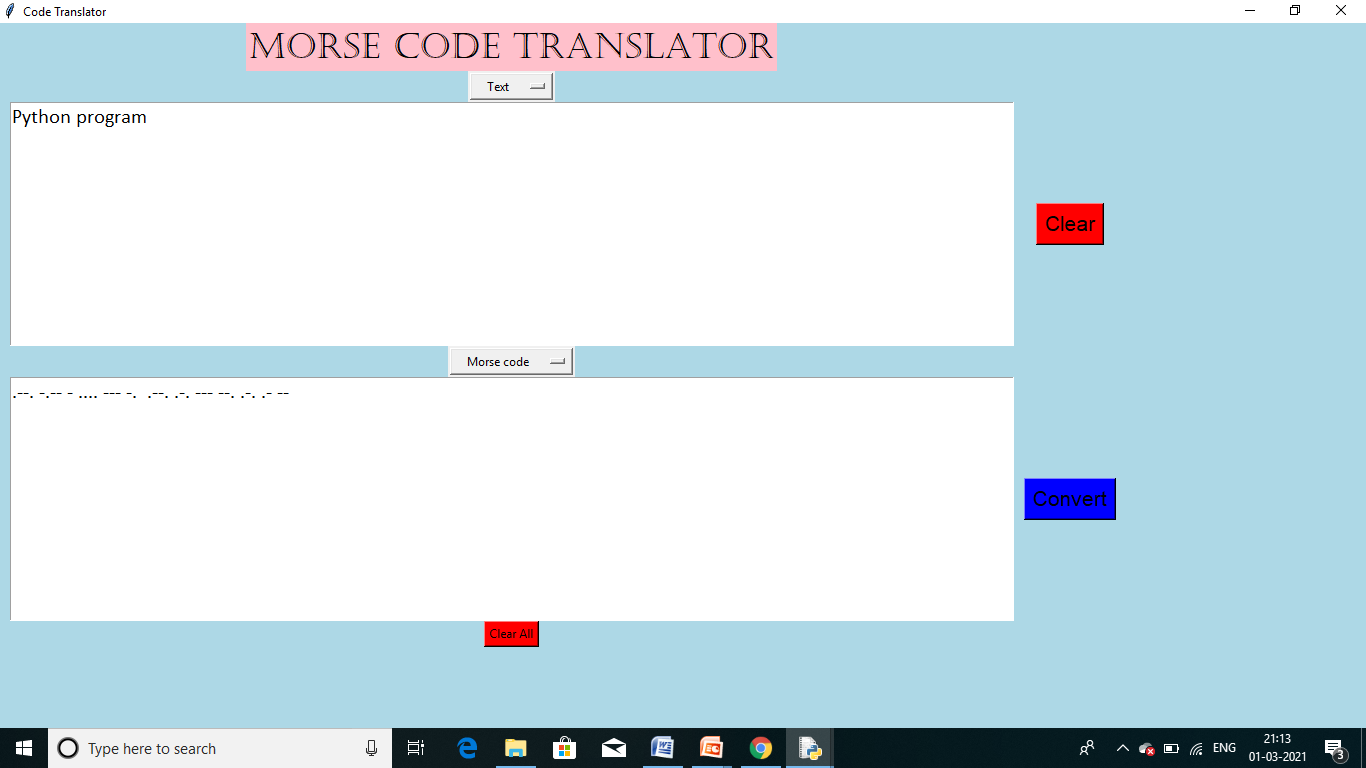 Code Translator
MORSE CODE TRANSLATOR
Text
Python program
Clear
Morse code
.--. -.-- - .... --- -.  .--. .-. --- --. .-. .- --
Convert
Clear All
Type here to search
ENG
21:13
01-03-2021
3